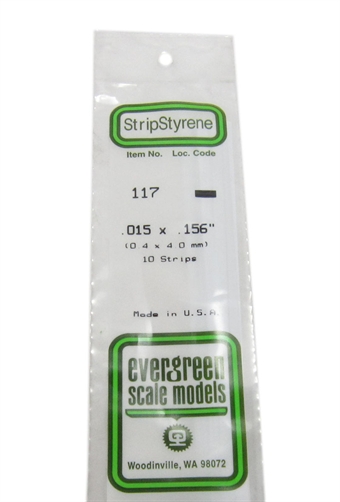 StripStyrene
Item No. Loc. Code
117
.015 x .156"
(0.4 x 4.0 mm)
10 Strips
Made in U.S.A.
evergreen
scale models
Woodinville, WA 98072